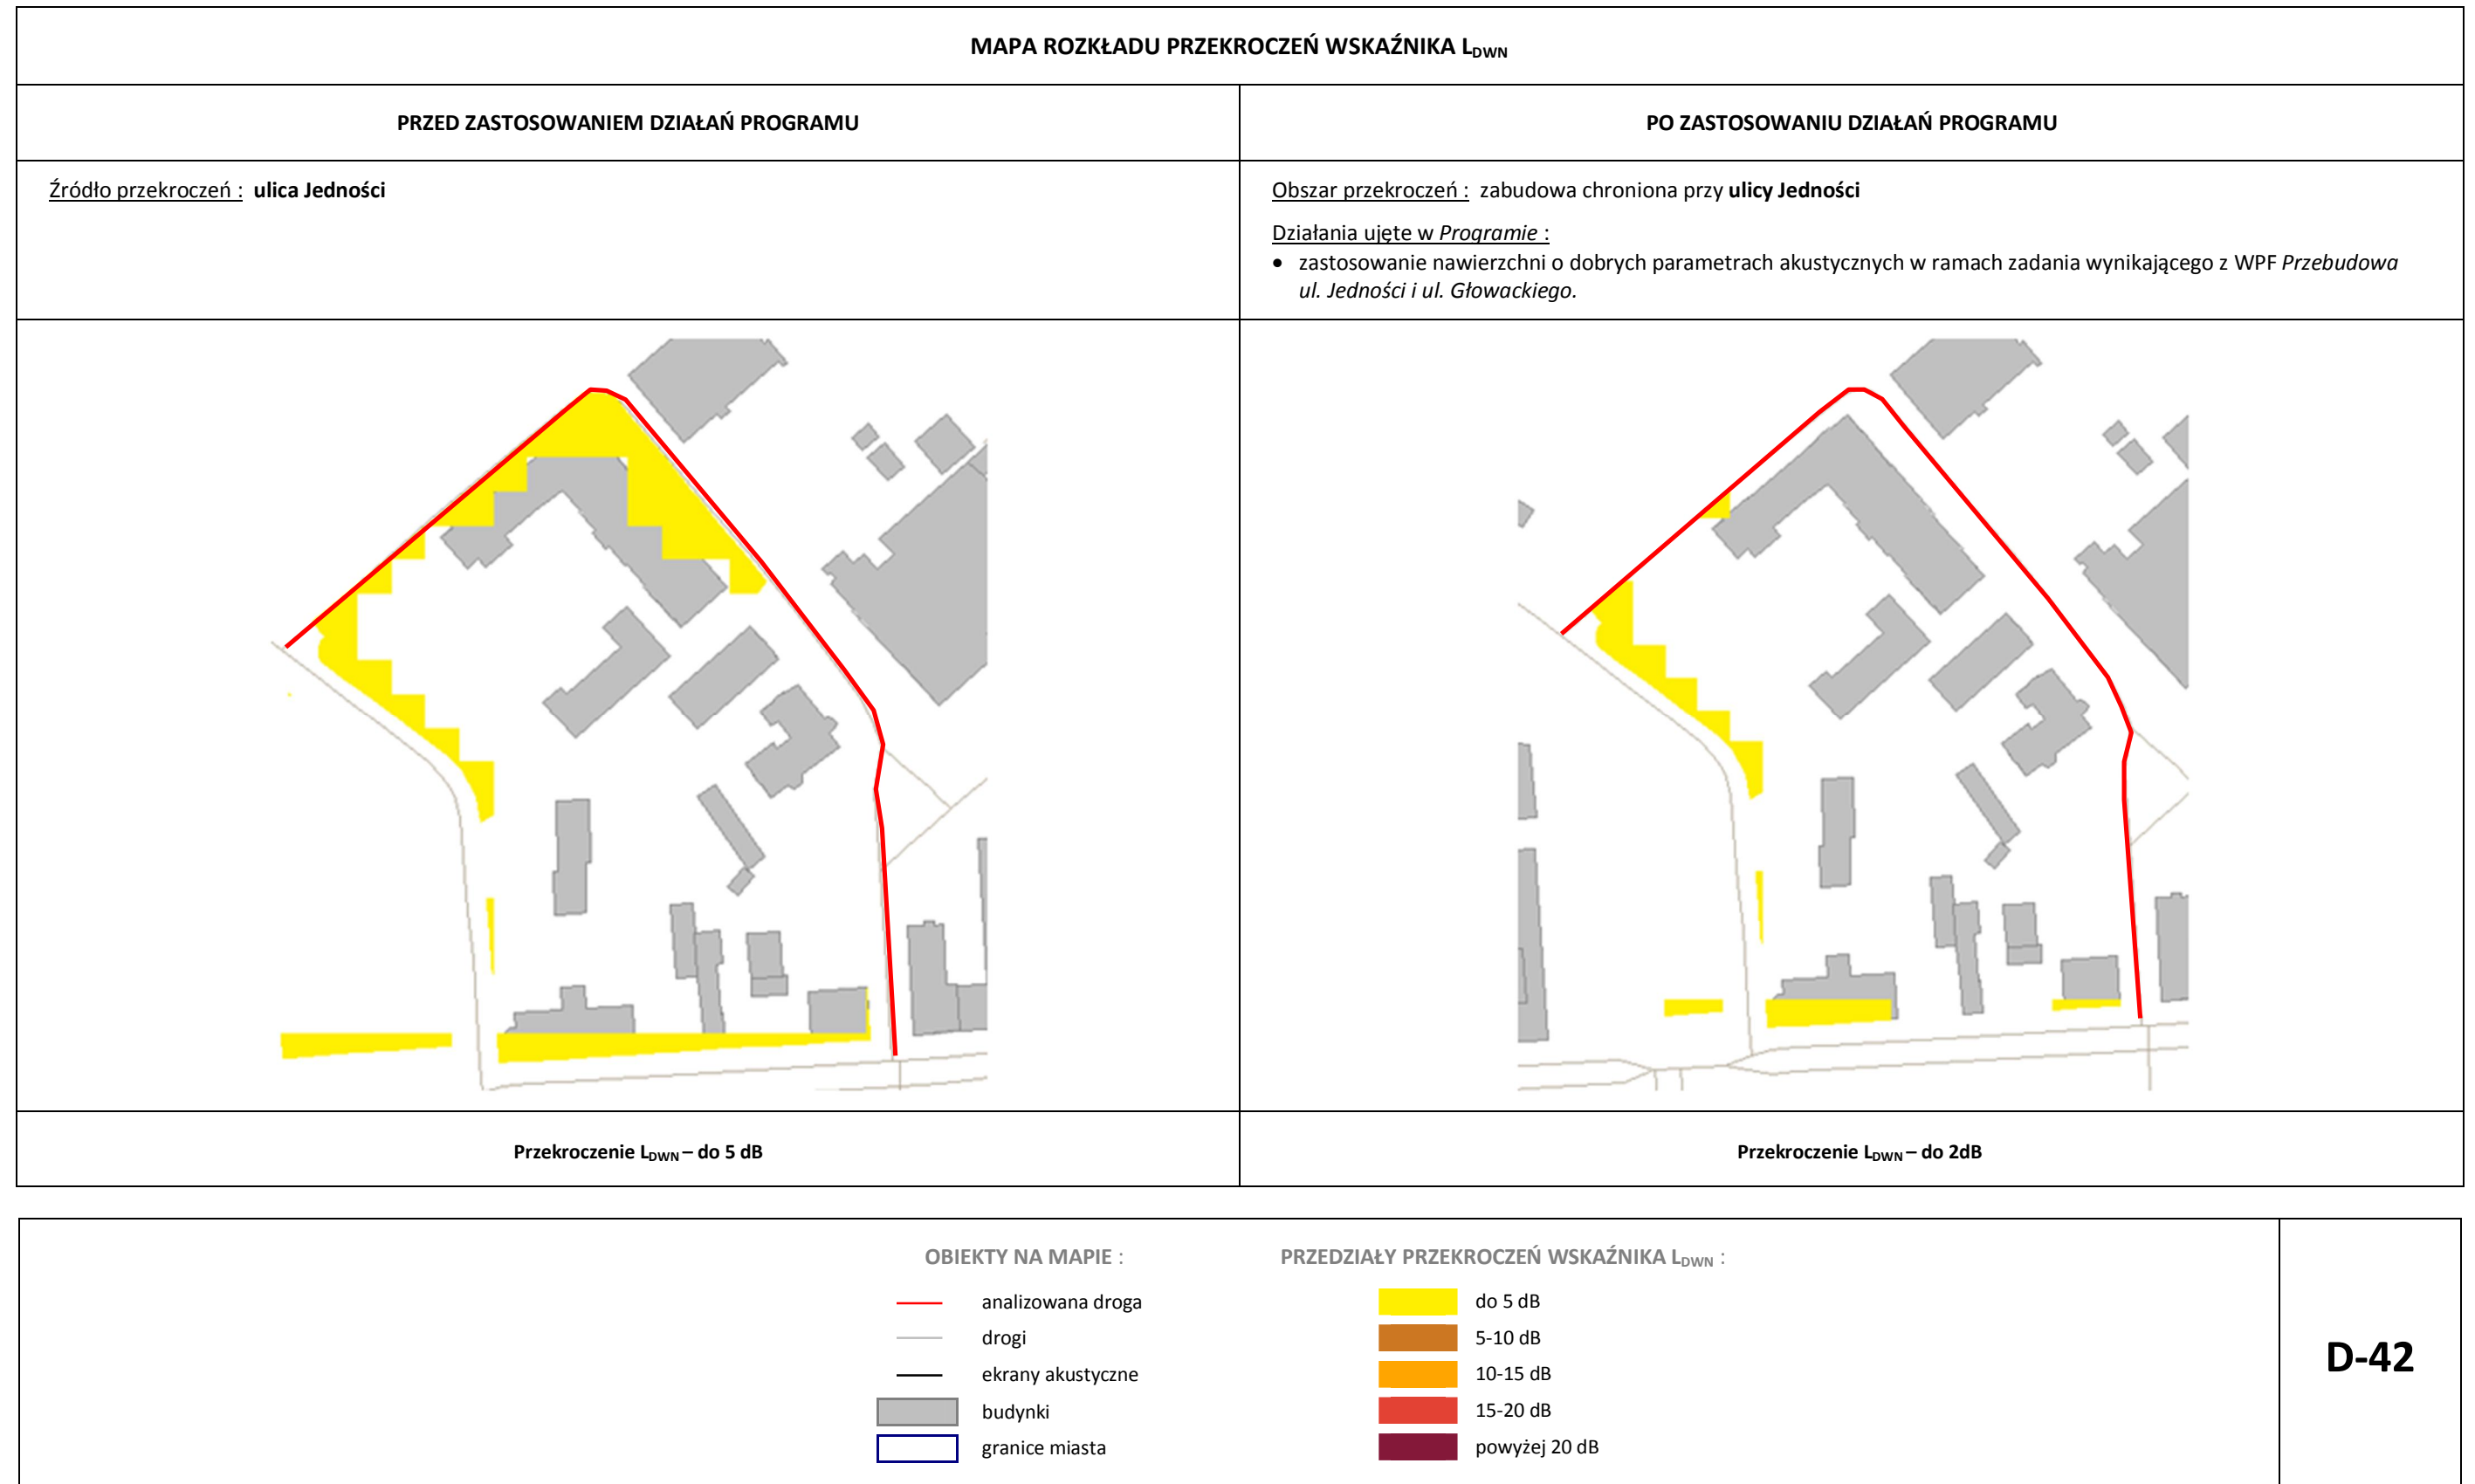 MAPA ROZKŁADU PRZEKROCZEŃ WSKAŹNIKA LDWN
PRZED ZASTOSOWANIEM DZIAŁAŃ PROGRAMU
PO ZASTOSOWANIU DZIAŁAŃ PROGRAMU
Źródło przekroczeń : ulica Jedności
Obszar przekroczeń : zabudowa chroniona przy ulicy Jedności
Działania ujęte w Programie :
• zastosowanie nawierzchni o dobrych parametrach akustycznych w ramach zadania wynikającego z WPF Przebudowa
ul. Jedności i ul. Głowackiego.
Przekroczenie LDWN – do 5 dB
Przekroczenie LDWN – do 2dB
OBIEKTY NA MAPIE :
analizowana droga
drogi
ekrany akustyczne
budynki
granice miasta
PRZEDZIAŁY PRZEKROCZEŃ WSKAŹNIKA LDWN :
do 5 dB
5-10 dB
10-15 dB
15-20 dB
powyżej 20 dB
D-42